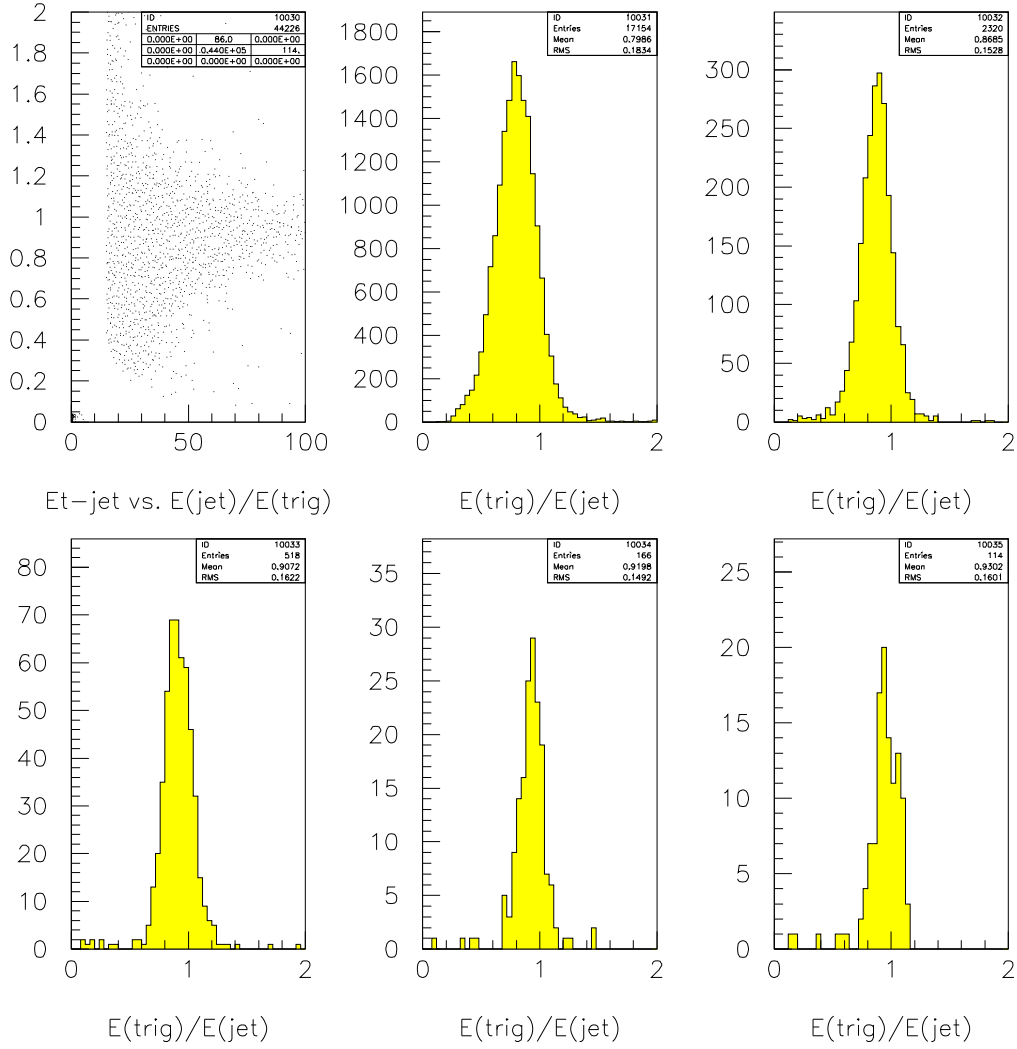 ID 10030
ENTRIES 44226
0.000E+00 86.0 0.000E+00
0.000E+00 0.440E+05 114.
0.000E+00 0.000E+00 0.000E+00
2
1.8
1.6
1.4
1.2
1
0.8
0.6
0.4
0.2
0
0 50 100
Et-jet vs. E(jet)/E(trig)
ID 10031
Entries 17154
Mean 0.7986
RMS 0.1834
1800
1600
1400
1200
1000
800
600
400
200
0
0 1 2
E(trig)/E(jet)
ID 10032
Entries 2320
Mean 0.8685
RMS 0.1528
300
250
200
150
100
50
0
0 1 2
E(trig)/E(jet)
ID 10033
Entries 518
Mean 0.9072
RMS 0.1622
80
70
60
50
40
30
20
10
0
0 1 2
E(trig)/E(jet)
ID 10034
Entries 166
Mean 0.9198
RMS 0.1492
35
30
25
20
15
10
5
0
0 1 2
E(trig)/E(jet)
ID 10035
Entries 114
Mean 0.9302
RMS 0.1601
25
20
15
10
5
0
0 1 2
E(trig)/E(jet)